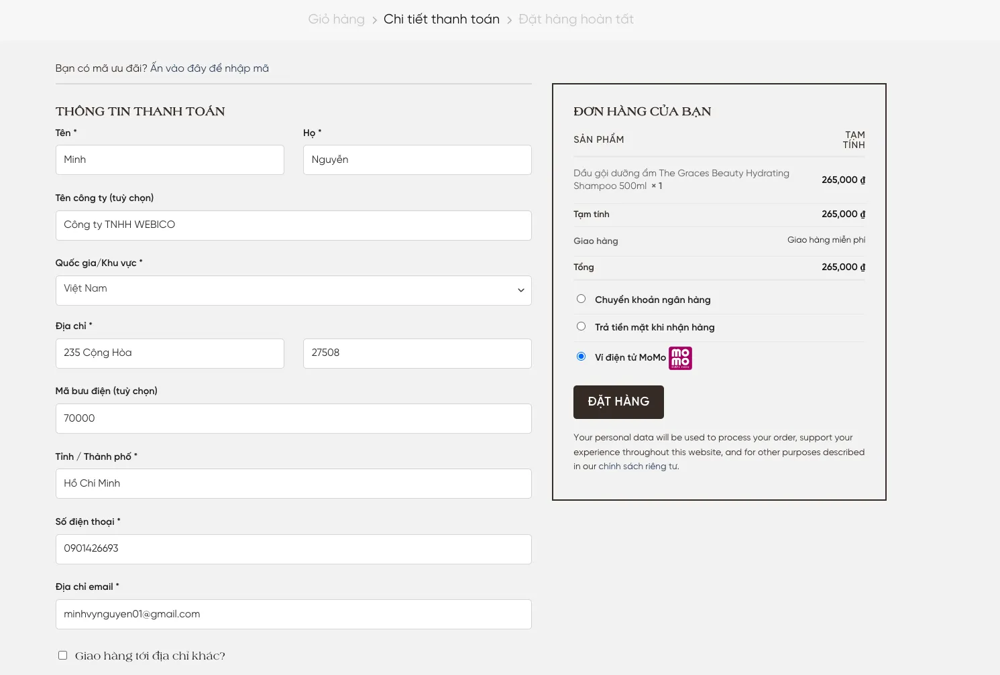 Giỏ hàng > Chi tiết thanh toán > Đặt hàng hoàn tất
Bạn có mã ưu đãi? Ấn vào đây để nhập mã
THÔNG TIN THANH TOÁN
Tên * Họ *
Minh Nguyễn
Tên công ty (tuỳ chọn)
Công ty TNHH WEBICO
Quốc gia/Khu vực *
Việt Nam
Địa chỉ *
235 Cộng Hòa 27508
Mã bưu điện (tuỳ chọn)
70000
Tỉnh / Thành phố *
Hồ Chí Minh
Số điện thoại *
0901426693
Địa chỉ email *
minhvynguyen01@gmail.com
Giao hàng tới địa chỉ khác?
ĐƠN HÀNG CỦA BẠN
SẢN PHẨM TẠM
TÍNH
Dầu gội dưỡng ẩm The Graces Beauty Hydrating
Shampoo 500ml × 1 265,000 ₫
Tạm tính 265,000 ₫
Giao hàng Giao hàng miễn phí
Tổng 265,000 ₫
Chuyển khoản ngân hàng
Trả tiền mặt khi nhận hàng
Ví điện tử MoMo
mo
mo
ĐẶT HÀNG
Your personal data will be used to process your order, support your
experience throughout this website, and for other purposes described
in our chính sách riêng tư.